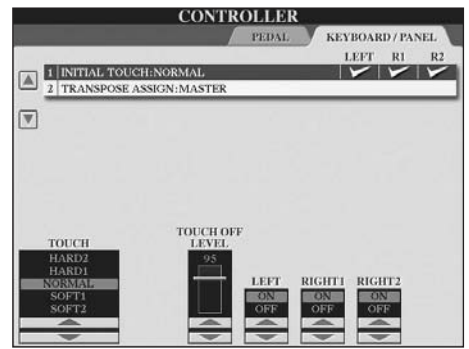 CONTROLLER
PEDAL KEYBOARD / PANEL
LEFT R1 R2
1 INITIAL TOUCH:NORMAL
2 TRANSPOSE ASSIGN:MASTER
TOUCH
HARD2
HARD1
NORMAL
SOFT1
SOFT2
TOUCH OFF
LEVEL
95
LEFT RIGHT1 RIGHT2
ON ON ON
OFF OFF OFF